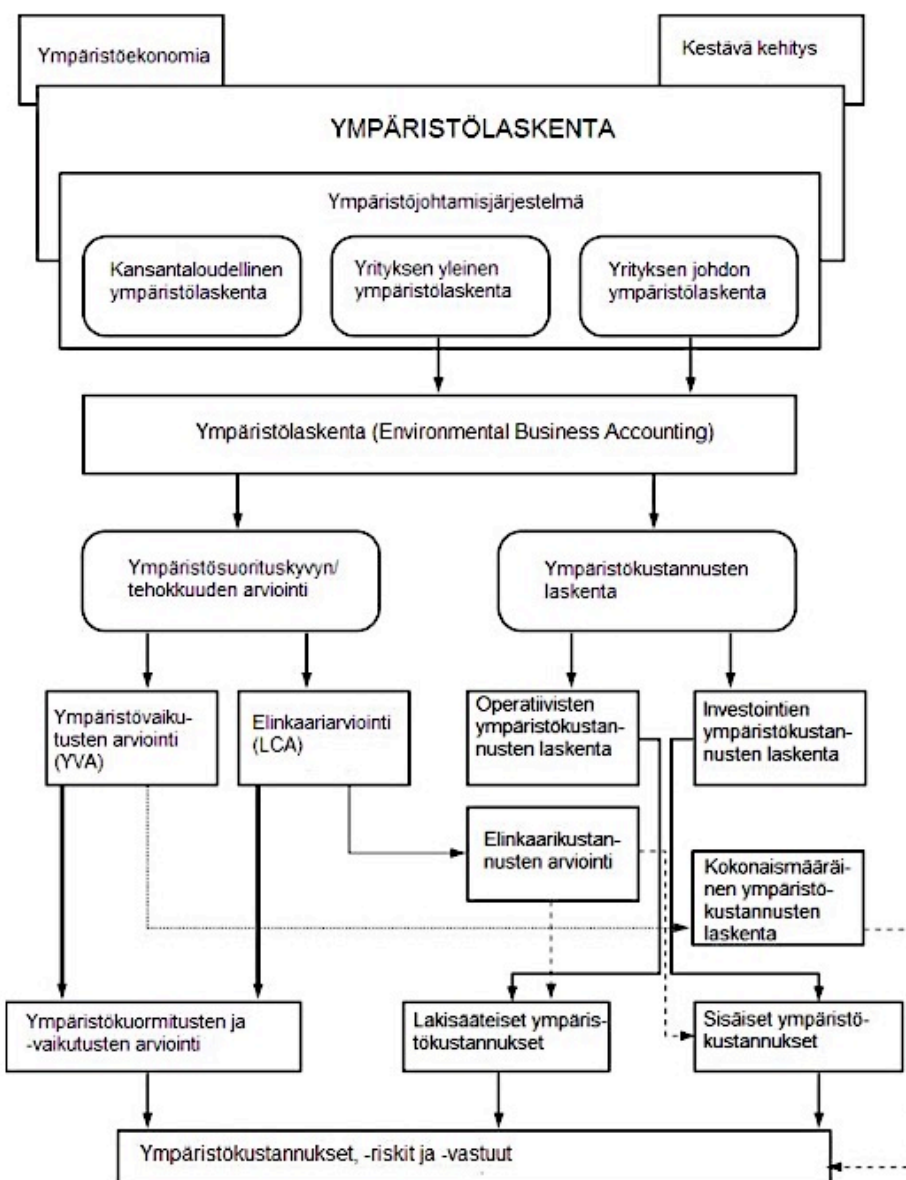 Ympäristöekonomia
Kestävä kehitys
YMPÄRISTÖLASKENTA
Ympäristöjohtamisjärjestelmä
Kansantaloudellinen
ympäristölaskenta
Yrityksen yleinen
ympäristölaskenta
Yrityksen johdon
ympäristölaskenta
Ympäristölaskenta (Environmental Business Accounting)
Ympäristösuorituskyvyn/
tehokkuuden arviointi
Ympäristökustannusten
laskenta
Ympäristövaiku-
tusten arviointi
(YVA)
Elinkaariarviointi
(LCA)
Operatiivisten
ympäristökustan-
nusten laskenta
Investointien
ympäristökustan-
nusten laskenta
Elinkaarikustan-
nusten arviointi
Kokonaismääräi-
nen ympäristö-
kustannusten
laskenta
Ympäristökuormitusten ja
-vaikutusten arviointi
Lakisääteiset ympäris-
tökustannukset
Sisäiset ympäristö-
kustannukset
Ympäristökustannukset, -riskit ja -vastuut